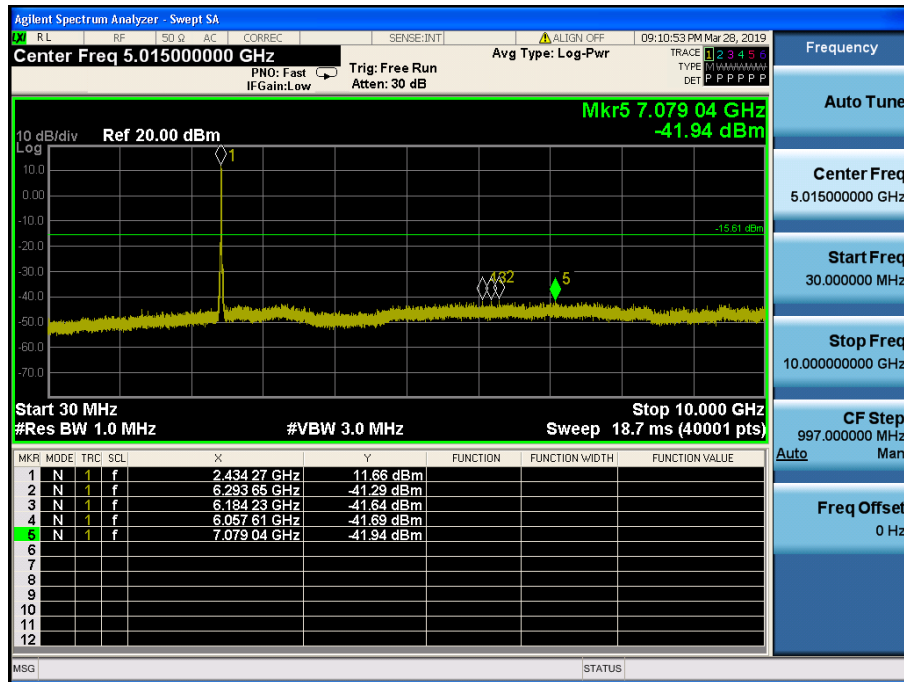 Agilent Spectrum Analyzer - Swept SA
LXI RL RF 50 Ω AC CORREC SENSE:INT ALIGN OFF 09:10:53 PM Mar 28, 2019
Center Freq 5.015000000 GHz Avg Type: Log-Pwr TRACE 1 2 3 4 5 6
PNO: Fast Trig: Free Run TYPE M WWWWW
IFGain:Low Atten: 30 dB DET P P P P P P
Mkr5 7.079 04 GHz
10 dB/div Ref 20.00 dBm -41.94 dBm
Log
1
10.0
0.00
-10.0
-15.61 dBm
-20.0
-30.0
432 5
-40.0
-50.0
-60.0
-70.0
Start 30 MHz Stop 10.000 GHz
#Res BW 1.0 MHz #VBW 3.0 MHz Sweep 18.7 ms (40001 pts)
MKR MODE TRC SCL X Y FUNCTION FUNCTION WIDTH FUNCTION VALUE
1 N 1 f 2.434 27 GHz 11.66 dBm
2 N 1 f 6.293 65 GHz -41.29 dBm
3 N 1 f 6.184 23 GHz -41.64 dBm
4 N 1 f 6.057 61 GHz -41.69 dBm
5 N 1 f 7.079 04 GHz -41.94 dBm
6
7
8
9
10
11
12
MSG STATUS
Frequency
Auto Tune
Center Freq
5.015000000 GHz
Start Freq
30.000000 MHz
Stop Freq
10.000000000 GHz
CF Step
997.000000 MHz
Auto Man
Freq Offset
0 Hz